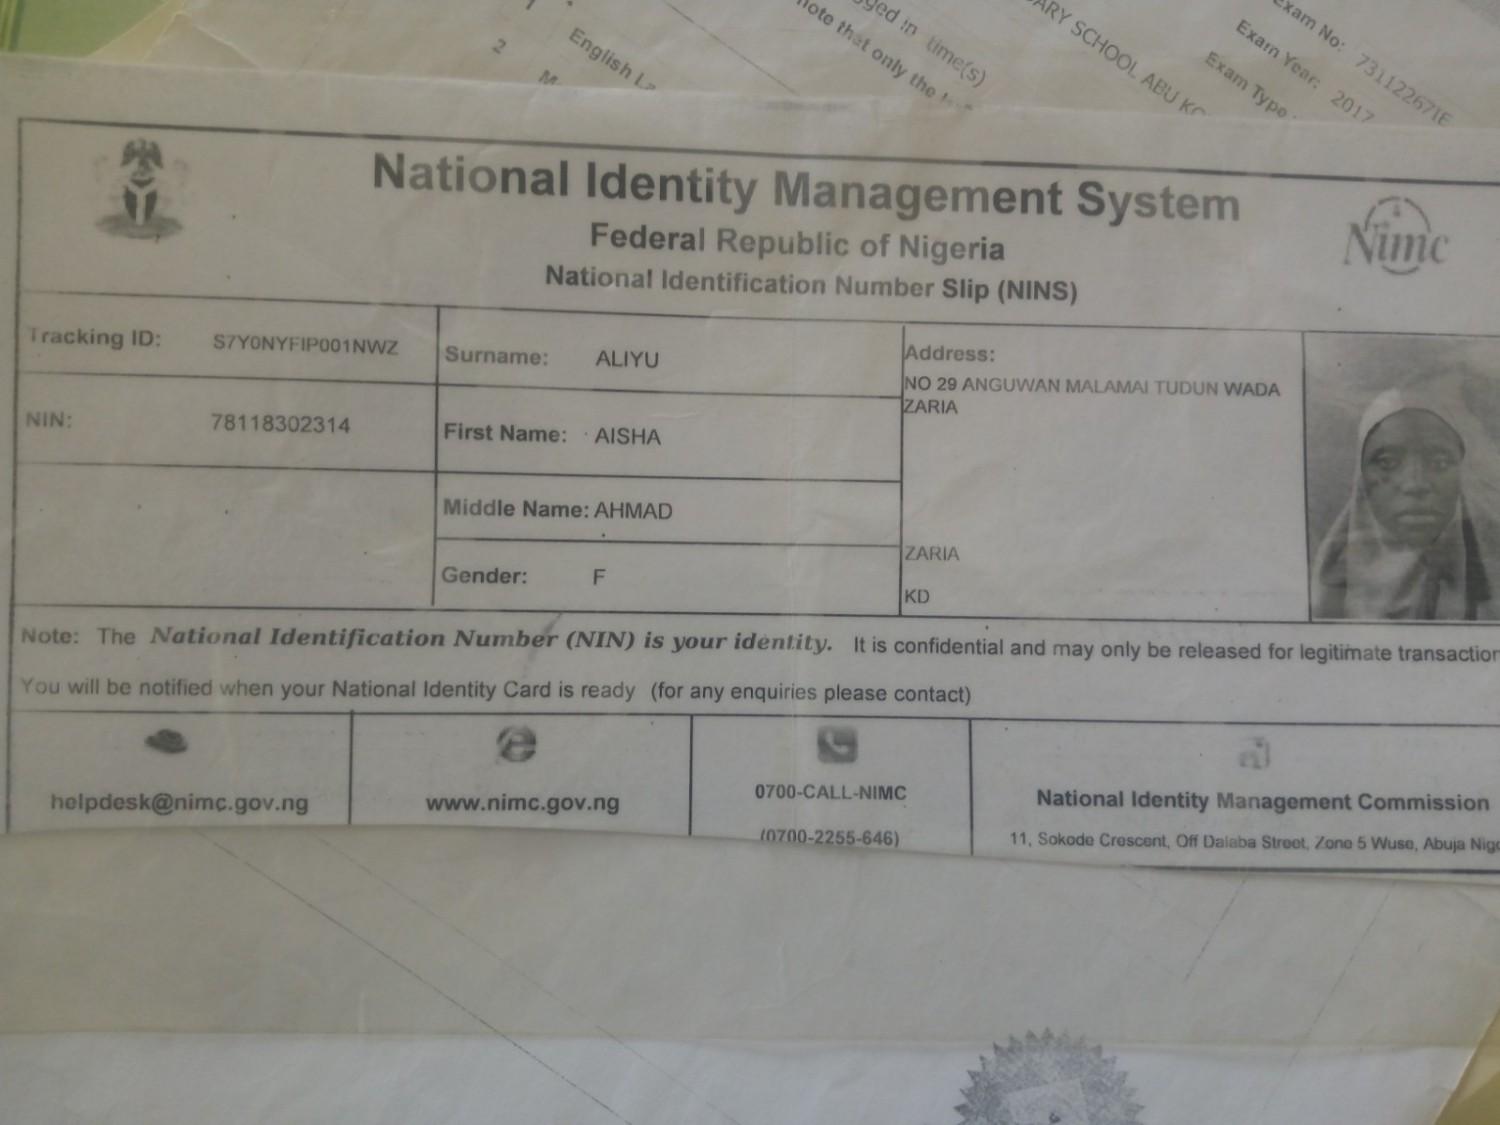 1
2
English
ged in time(s)
note that only the
ARY SCHOOL ABU
Exam No: 731122671E
Exam Year: 2017
Exam Type
National Identity Management System
Federal Republic of Nigeria
National Identification Number Slip (NINS)
Nimc
Tracking ID: S7Y0NYFIP001NWZ
NIN: 78118302314
Surname: ALIYU
First Name: AISHA
Middle Name: AHMAD
Gender: F
Address:
NO 29 ANGUWAN MALAMAI TUDUN WADA
ZARIA
ZARIA
KD
Note: The National Identification Number (NIN) is your identity. It is confidential and may only be released for legitimate transaction
You will be notified when your National Identity Card is ready (for any enquiries please contact)
helpdesk@nimc.gov.ng
www.nimc.gov.ng
0700-CALL-NIMC
(0700-2255-646)
National Identity Management Commission
11, Sokode Crescent, Off Dalaba Street, Zone 5 Wuse, Abuja